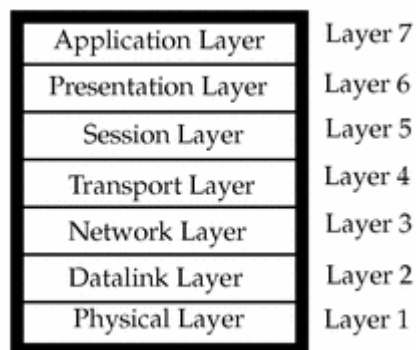 Application Layer Layer 7
Presentation Layer Layer 6
Session Layer Layer 5
Transport Layer Layer 4
Network Layer Layer 3
Datalink Layer Layer 2
Physical Layer Layer 1